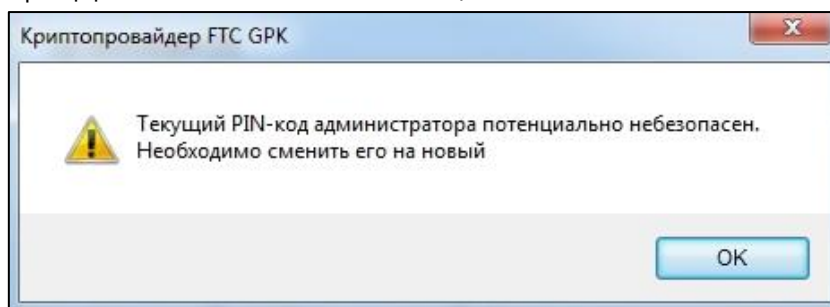 Криптопровайдер FTC GPK
Текущий PIN-код администратора потенциально небезопасен.
Необходимо сменить его на новый
OK